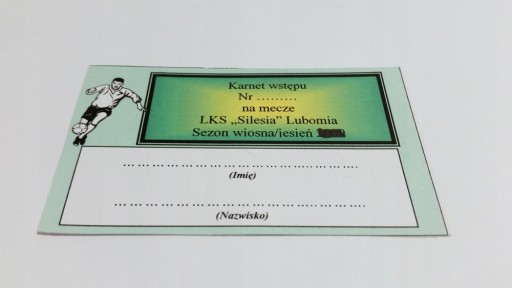 Karnet wstępu
Nr .........
na mecze
LKS „Silesia” Lubomia
Sezon wiosna/jesień
................................................
(Imię)
................................................
(Nazwisko)